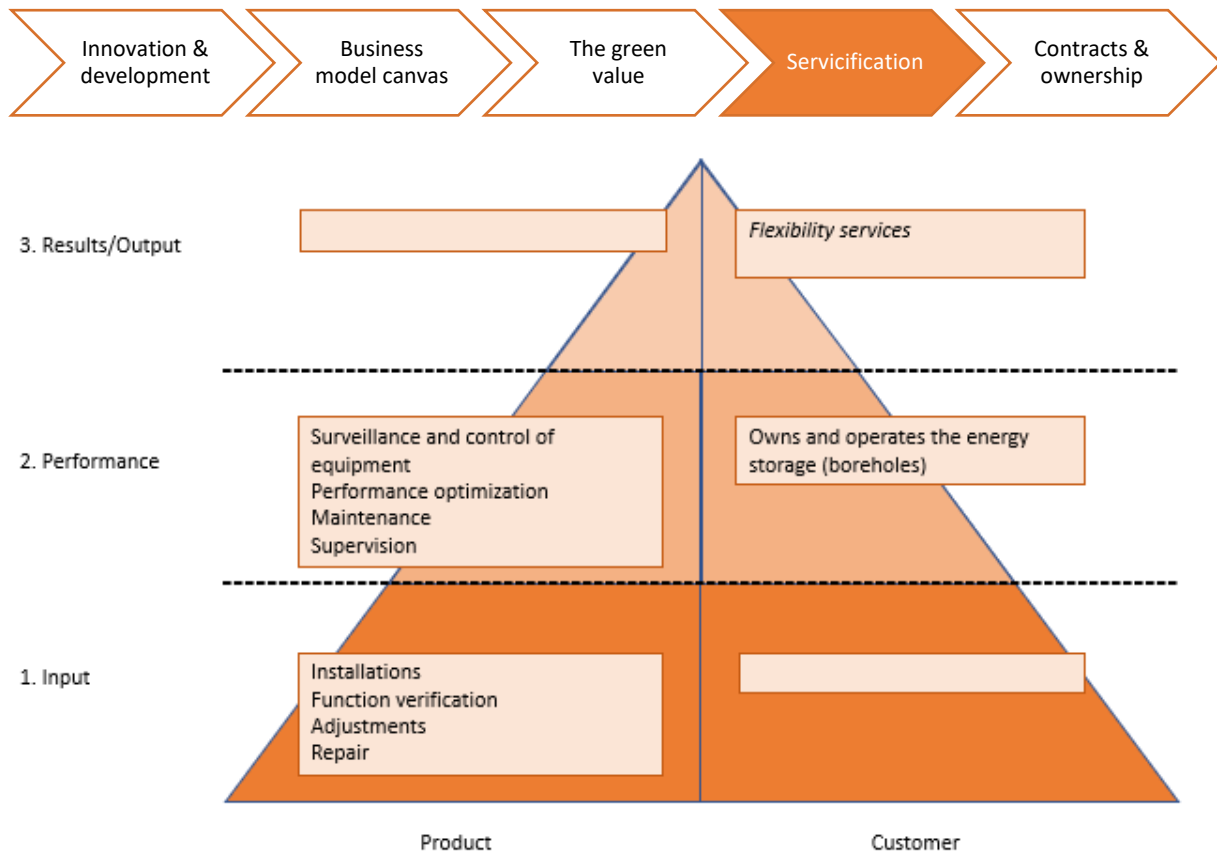 Innovation &
development
Business
model canvas
The green
value
Servicification
Contracts &
ownership
3. Results/Output
Flexibility services
2. Performance
Surveillance and control of
equipment
Performance optimization
Maintenance
Supervision
Owns and operates the energy
storage (boreholes)
1. Input
Installations
Function verification
Adjustments
Repair
Product
Customer